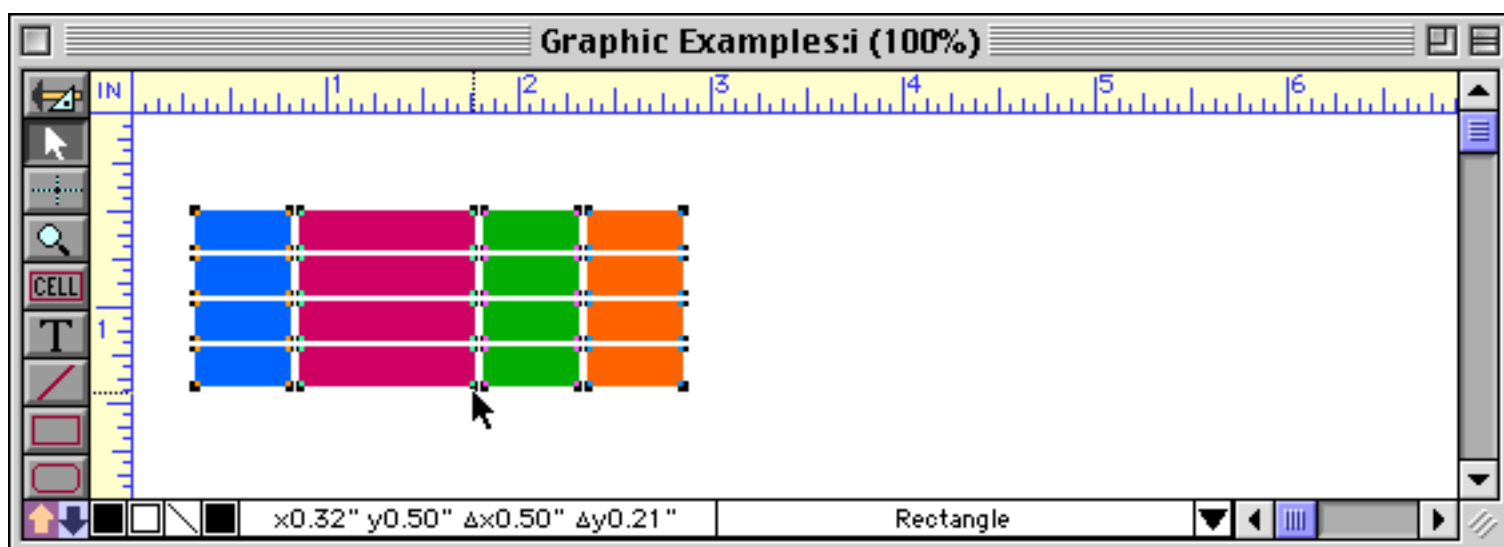 Graphic Examples:i (100%)
IN 1 2 3 4 5 6
CELL
T
1
x0.32" y0.50" Δx0.50" Δy0.21"
Rectangle